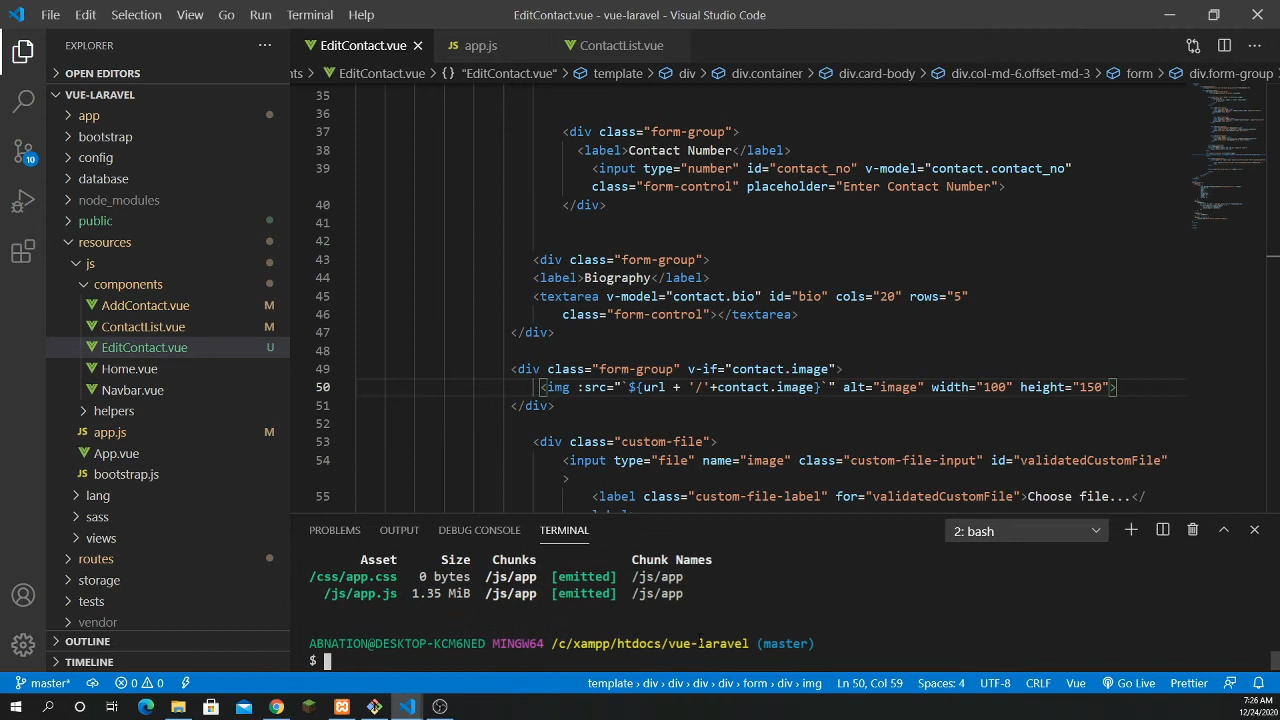 File Edit Selection View Go Run Terminal Help EditContact.vue - vue-laravel - Visual Studio Code
EXPLORER
EditContact.vue app.js ContactList.vue
nts EditContact.vue {} "EditContact.vue" template div div.container div.card-body div.col-md-6.offset-md-3 form div.form-group
OPEN EDITORS
VUE-LARAVEL
app
bootstrap
config
database
node_modules
public
resources
js
components
AddContact.vue M
ContactList.vue M
EditContact.vue U
Home.vue
Navbar.vue
helpers
app.js M
App.vue
bootstrap.js
lang
sass
views
routes
storage
tests
vendor
OUTLINE
TIMELINE
10
35
36
37 <div class="form-group">
38 <label>Contact Number</label>
39 <input type="number" id="contact_no" v-model="contact.contact_no"
class="form-control" placeholder="Enter Contact Number">
40 </div>
41
42
43 <div class="form-group">
44 <label>Biography</label>
45 <textarea v-model="contact.bio" id="bio" cols="20" rows="5"
46 class="form-control"></textarea>
47 </div>
48
49 <div class="form-group" v-if="contact.image">
50 <img :src="`${url + '/'+contact.image}`" alt="image" width="100" height="150">
51 </div>
52
53 <div class="custom-file">
54 <input type="file" name="image" class="custom-file-input" id="validatedCustomFile"
>
55 <label class="custom-file-label" for="validatedCustomFile">Choose file...</
PROBLEMS OUTPUT DEBUG CONSOLE TERMINAL 2: bash
Asset Size Chunks Chunk Names
/css/app.css 0 bytes /js/app [emitted] /js/app
/js/app.js 1.35 MiB /js/app [emitted] /js/app
ABNATION@DESKTOP-KCM6NED MINGW64 /c/xampp/htdocs/vue-laravel (master)
$
master* 0 0 template › div › div › div › form › div › img Ln 50, Col 59 Spaces: 4 UTF-8 CRLF Vue Go Live Prettier
7:26 AM
12/24/2020